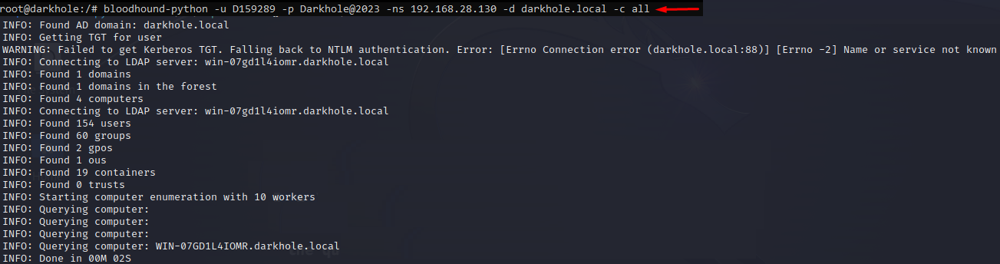 root@darkhole:/# bloodhound-python -u D159289 -p Darkhole@2023 -ns 192.168.28.130 -d darkhole.local -c all
INFO: Found AD domain: darkhole.local
INFO: Getting TGT for user
WARNING: Failed to get Kerberos TGT. Falling back to NTLM authentication. Error: [Errno Connection error (darkhole.local:88)] [Errno -2] Name or service not known
INFO: Connecting to LDAP server: win-07gd1l4iomr.darkhole.local
INFO: Found 1 domains
INFO: Found 1 domains in the forest
INFO: Found 4 computers
INFO: Connecting to LDAP server: win-07gd1l4iomr.darkhole.local
INFO: Found 154 users
INFO: Found 60 groups
INFO: Found 2 gpos
INFO: Found 1 ous
INFO: Found 19 containers
INFO: Found 0 trusts
INFO: Starting computer enumeration with 10 workers
INFO: Querying computer:
INFO: Querying computer:
INFO: Querying computer:
INFO: Querying computer: WIN-07GD1L4IOMR.darkhole.local
INFO: Done in 00M 02S